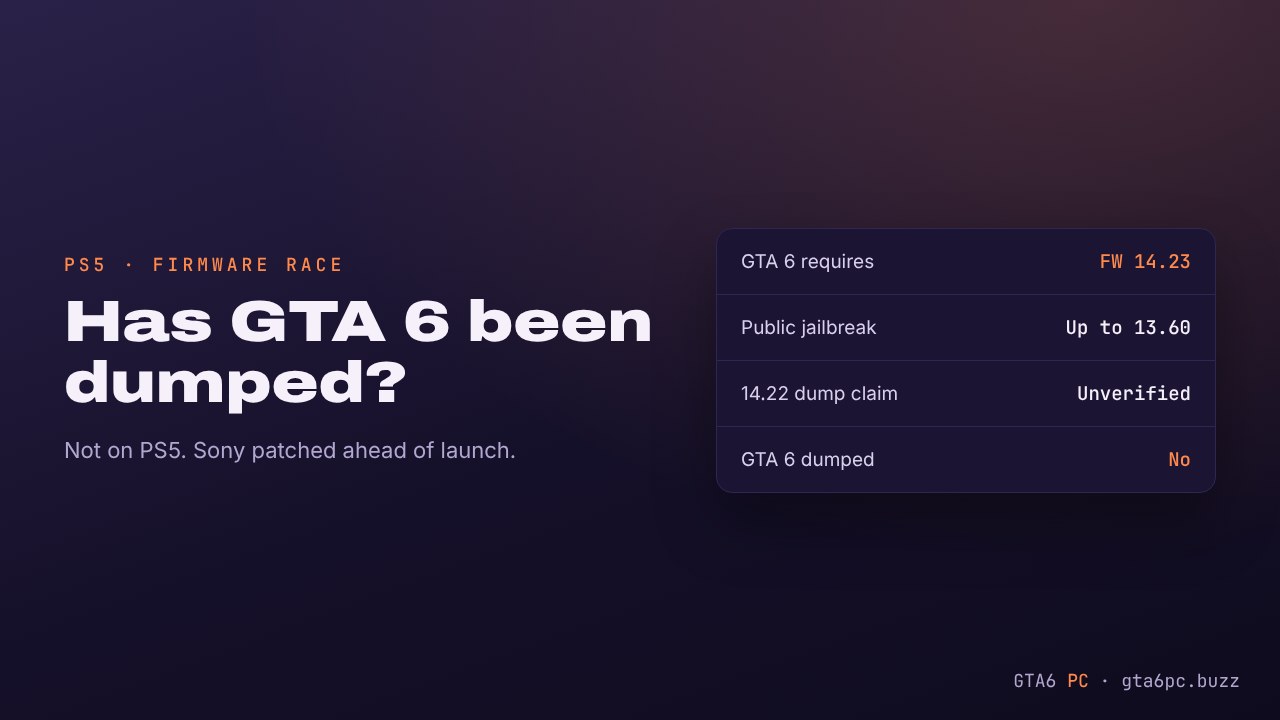 PS5 · FIRMWARE RACE
Has GTA 6 been
dumped?
Not on PS5. Sony patched ahead of launch.
GTA 6 requires FW 14.23
Public jailbreak Up to 13.60
14.22 dump claim Unverified
GTA 6 dumped No
GTA6 PC · gta6pc.buzz